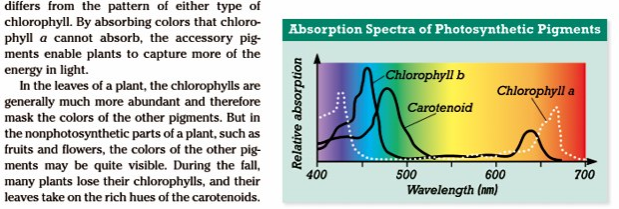 differs from the pattern of either type of
chlorophyll. By absorbing colors that chloro-
phyll a cannot absorb, the accessory pig-
ments enable plants to capture more of the
energy in light.
In the leaves of a plant, the chlorophylls are
generally much more abundant and therefore
mask the colors of the other pigments. But in
the nonphotosynthetic parts of a plant, such as
fruits and flowers, the colors of the other pig-
ments may be quite visible. During the fall,
many plants lose their chlorophylls, and their
leaves take on the rich hues of the carotenoids.
Absorption Spectra of Photosynthetic Pigments
Relative absorption
Chlorophyll b
Chlorophyll a
Carotenoid
400 500 600 700
Wavelength (nm)